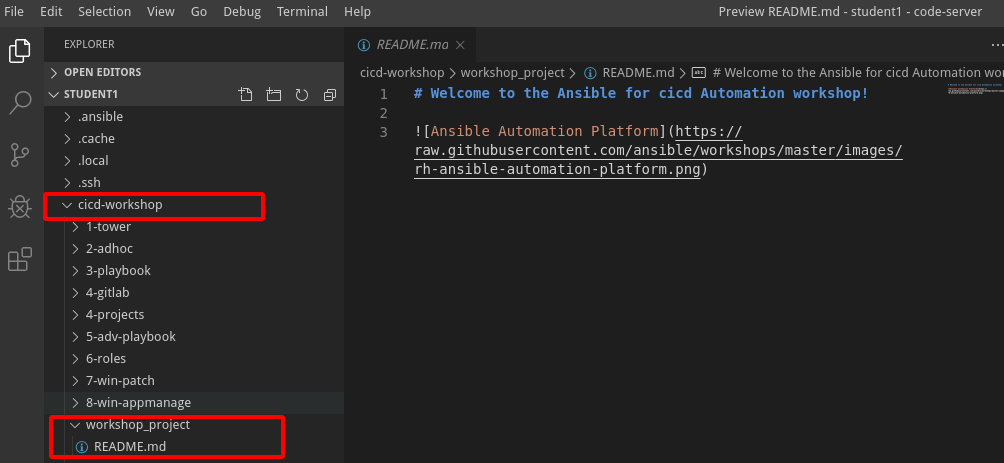 File Edit Selection View Go Debug Terminal Help Preview README.md - student1 - code-server
EXPLORER
OPEN EDITORS
STUDENT1
.ansible
.cache
.local
.ssh
cicd-workshop
1-tower
2-adhoc
3-playbook
4-gitlab
4-projects
5-adv-playbook
6-roles
7-win-patch
8-win-appmanage
workshop_project
README.md
README.md
cicd-workshop > workshop_project > README.md > # Welcome to the Ansible for cicd Automation wor
1 # Welcome to the Ansible for cicd Automation workshop!
2
3 ![Ansible Automation Platform](https://
raw.githubusercontent.com/ansible/workshops/master/images/
rh-ansible-automation-platform.png)